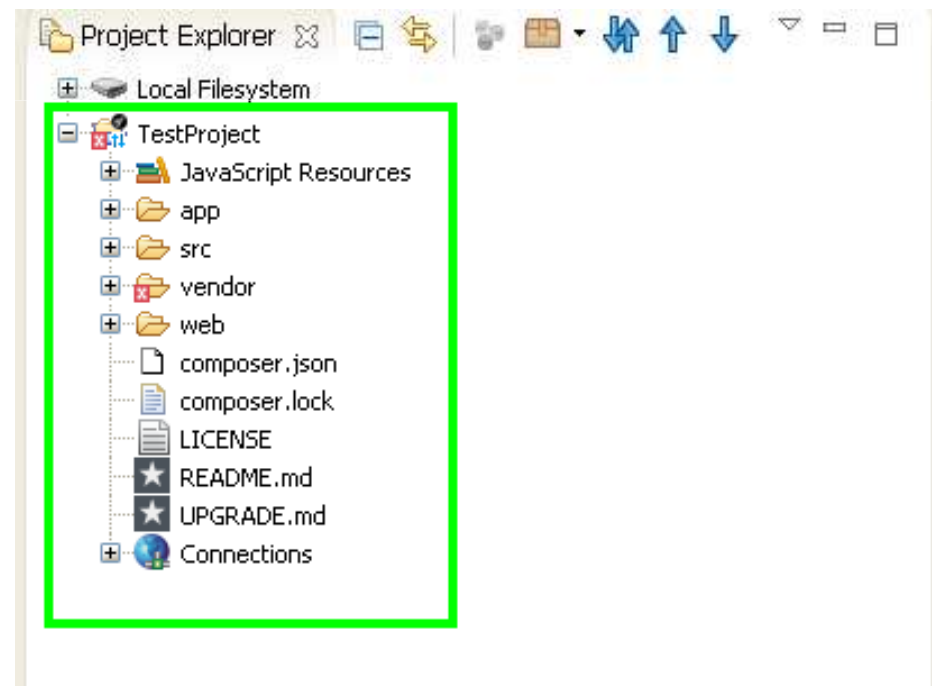 Project Explorer
Local Filesystem
TestProject
JavaScript Resources
app
src
vendor
web
composer.json
composer.lock
LICENSE
README.md
UPGRADE.md
Connections